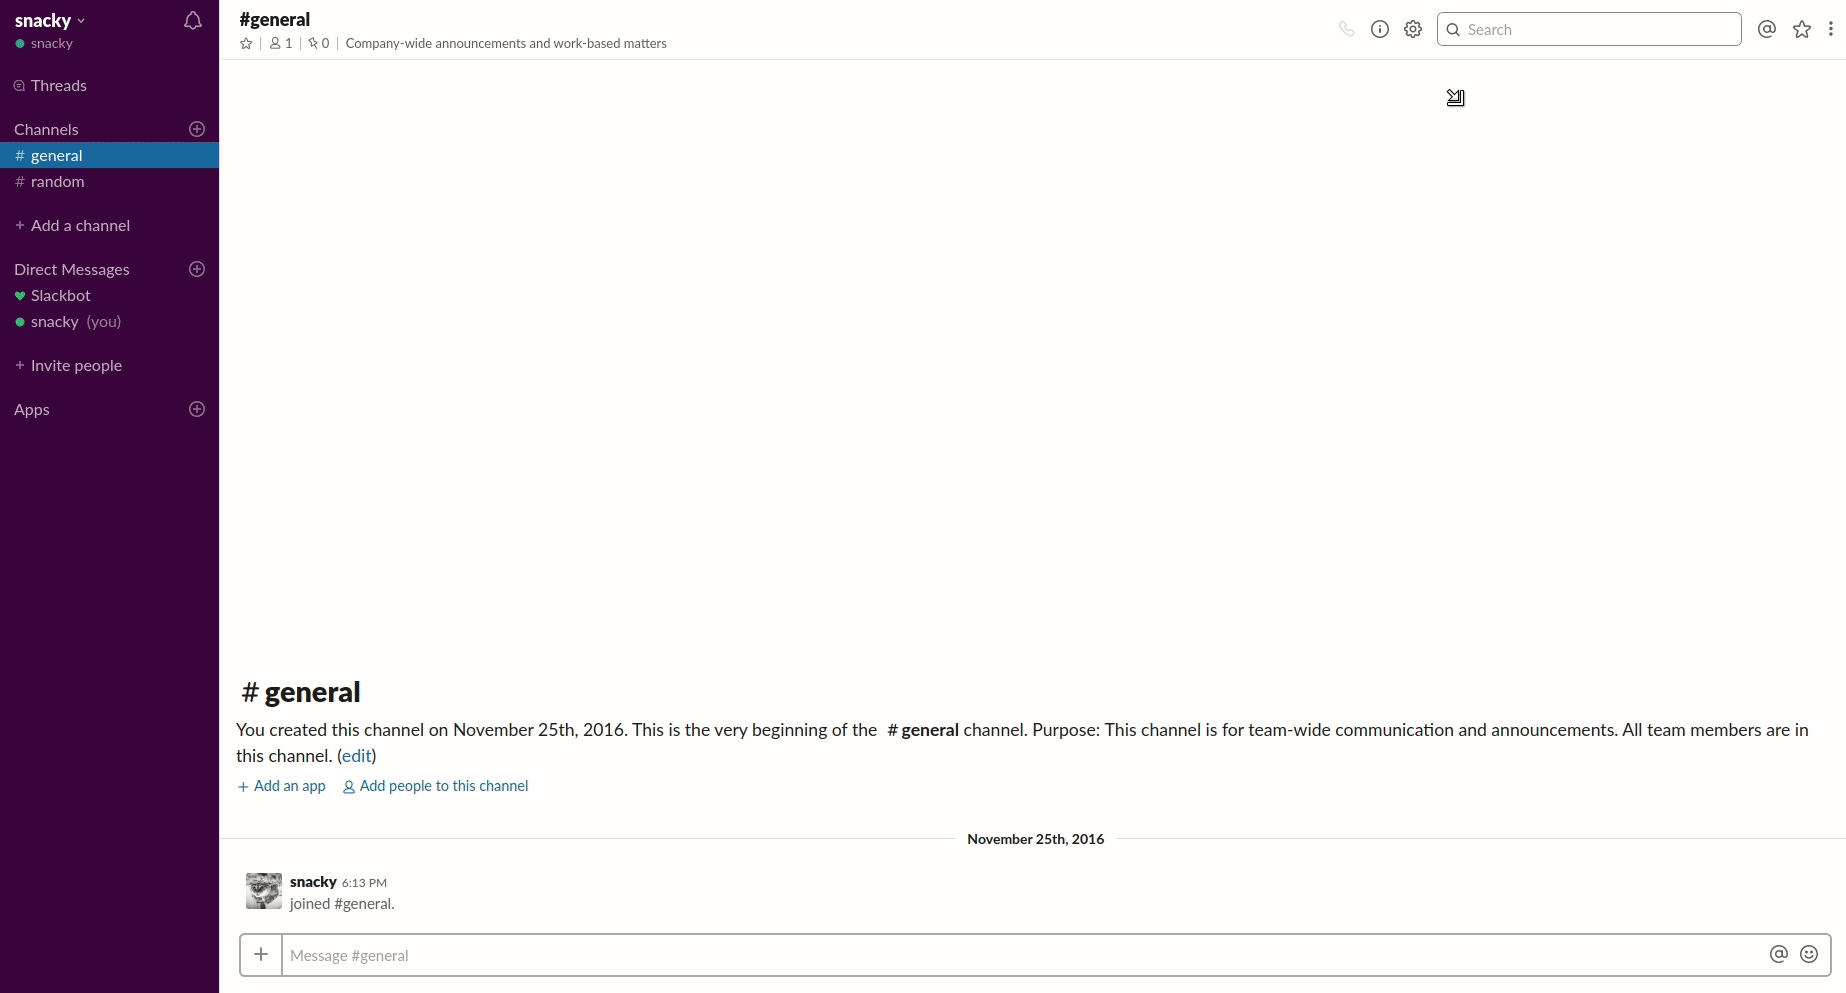 snacky
snacky
Threads
Channels
# general
# random
+ Add a channel
Direct Messages
Slackbot
snacky (you)
+ Invite people
Apps
#general
1 | 0 | Company-wide announcements and work-based matters
Search
# general
You created this channel on November 25th, 2016. This is the very beginning of the # general channel. Purpose: This channel is for team-wide communication and announcements. All team members are in
this channel. (edit)
+ Add an app Add people to this channel
November 25th, 2016
snacky 6:13 PM
joined #general.
+ Message #general @